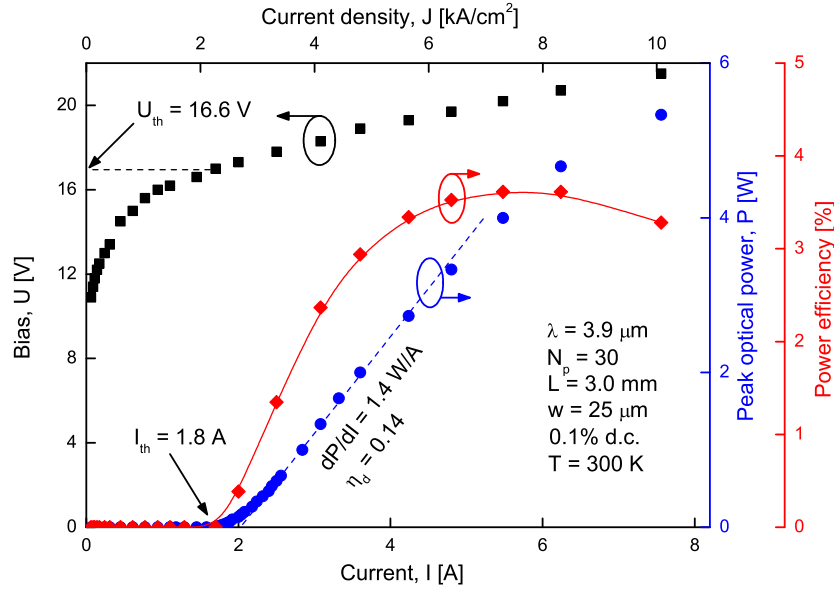 Current density, J [kA/cm²]
0 2 4 6 8 10
20
16
12
8
4
0
Bias, U [V]
U_th = 16.6 V
I_th = 1.8 A
dP/dI = 1.4 W/A
η_d = 0.14
λ = 3.9 μm
N_p = 30
L = 3.0 mm
w = 25 μm
0.1% d.c.
T = 300 K
6
4
2
0
Peak optical power, P [W]
5
4
3
2
1
0
Power efficiency [%]
0 2 4 6 8
Current, I [A]